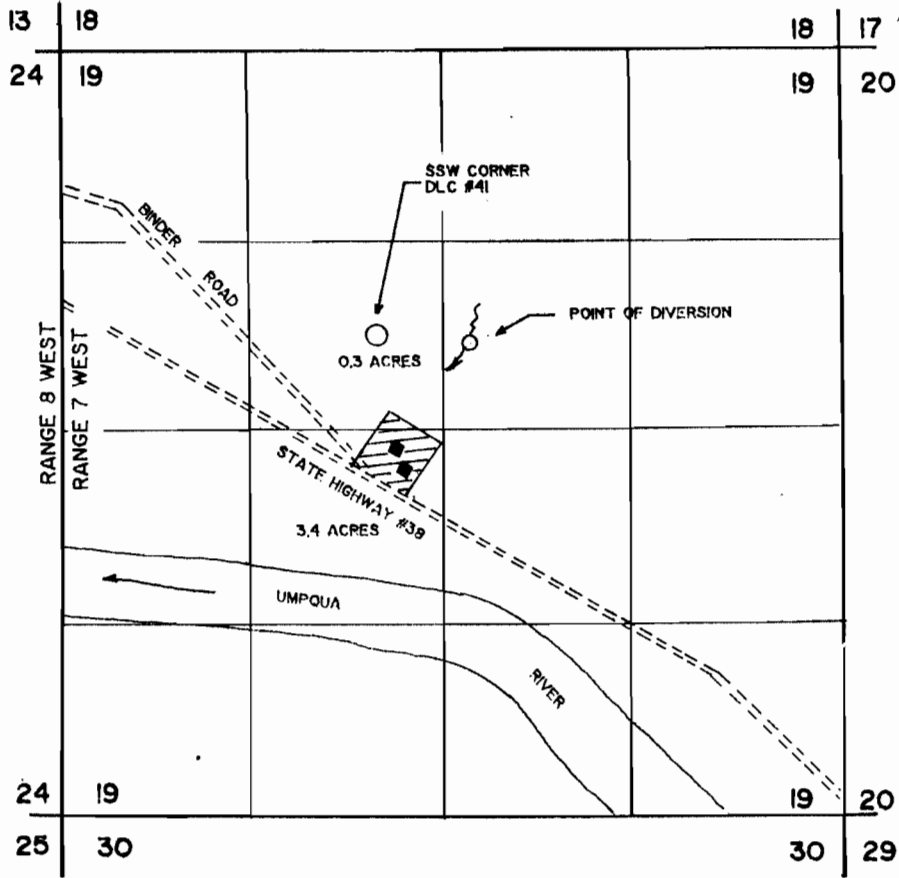 13 18 18 17
24 19 19 20
SSW CORNER
DLC #41
BINDER
ROAD
POINT OF DIVERSION
0.3 ACRES
RANGE 8 WEST
RANGE 7 WEST
STATE HIGHWAY #38
3.4 ACRES
UMPQUA
RIVER
24 19 19 20
25 30 30 29